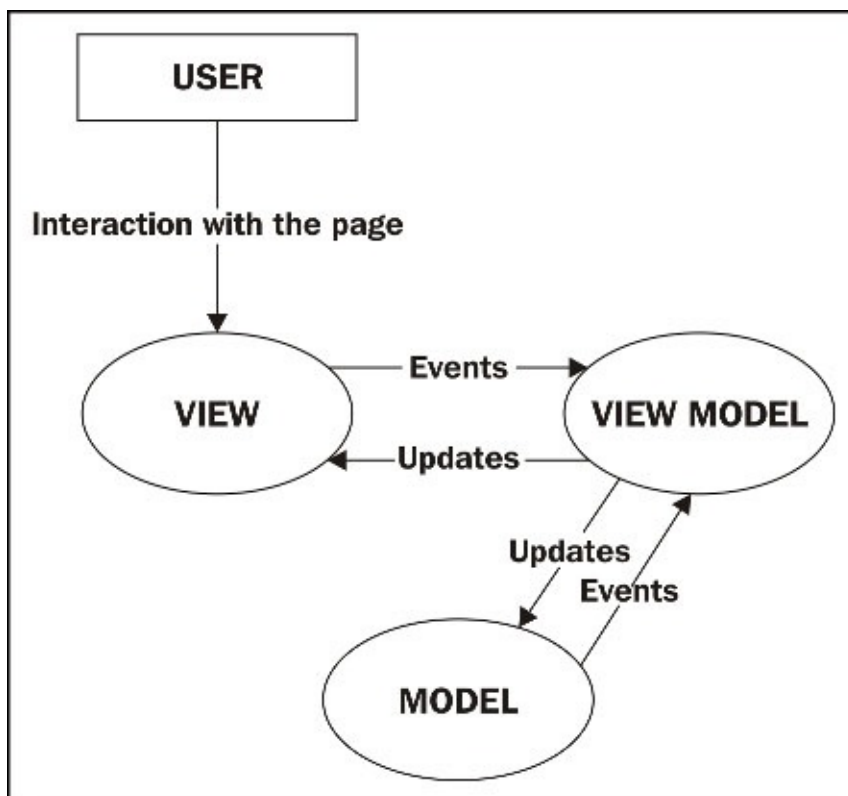 USER
Interaction with the page
VIEW
Events
VIEW MODEL
Updates
Updates
Events
MODEL